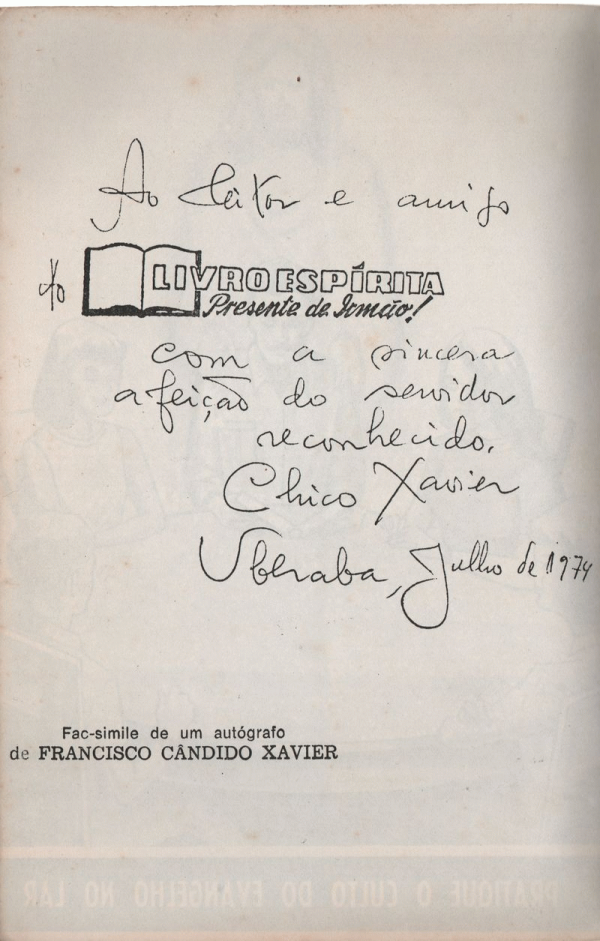 Ao leitor e amigo
do LIVRO ESPÍRITA
Presente de Irmão!
com a sincera
afeição do servidor
reconhecido.
Chico Xavier
Uberaba, Julho de 1974
Fac-simile de um autógrafo
de FRANCISCO CÂNDIDO XAVIER
PRATIQUE O CULTO DO EVANGELHO NO LAR